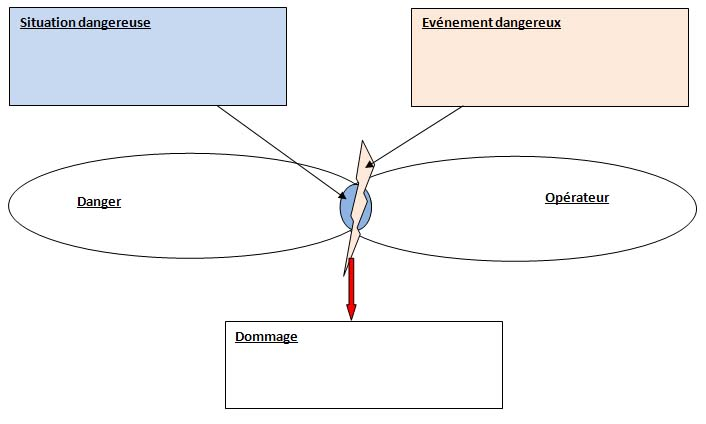 Situation dangereuse
Evénement dangereux
Danger
Opérateur
Dommage